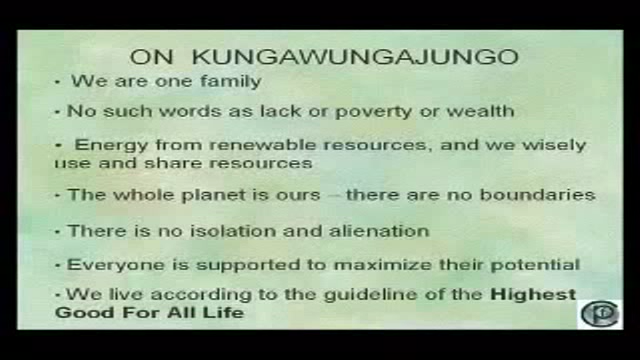 ON KUNGAWUNGAJUNGO
• We are one family
• No such words as lack or poverty or wealth
• Energy from renewable resources, and we wisely
use and share resources
• The whole planet is ours – there are no boundaries
• There is no isolation and alienation
• Everyone is supported to maximize their potential
• We live according to the guideline of the Highest
Good For All Life